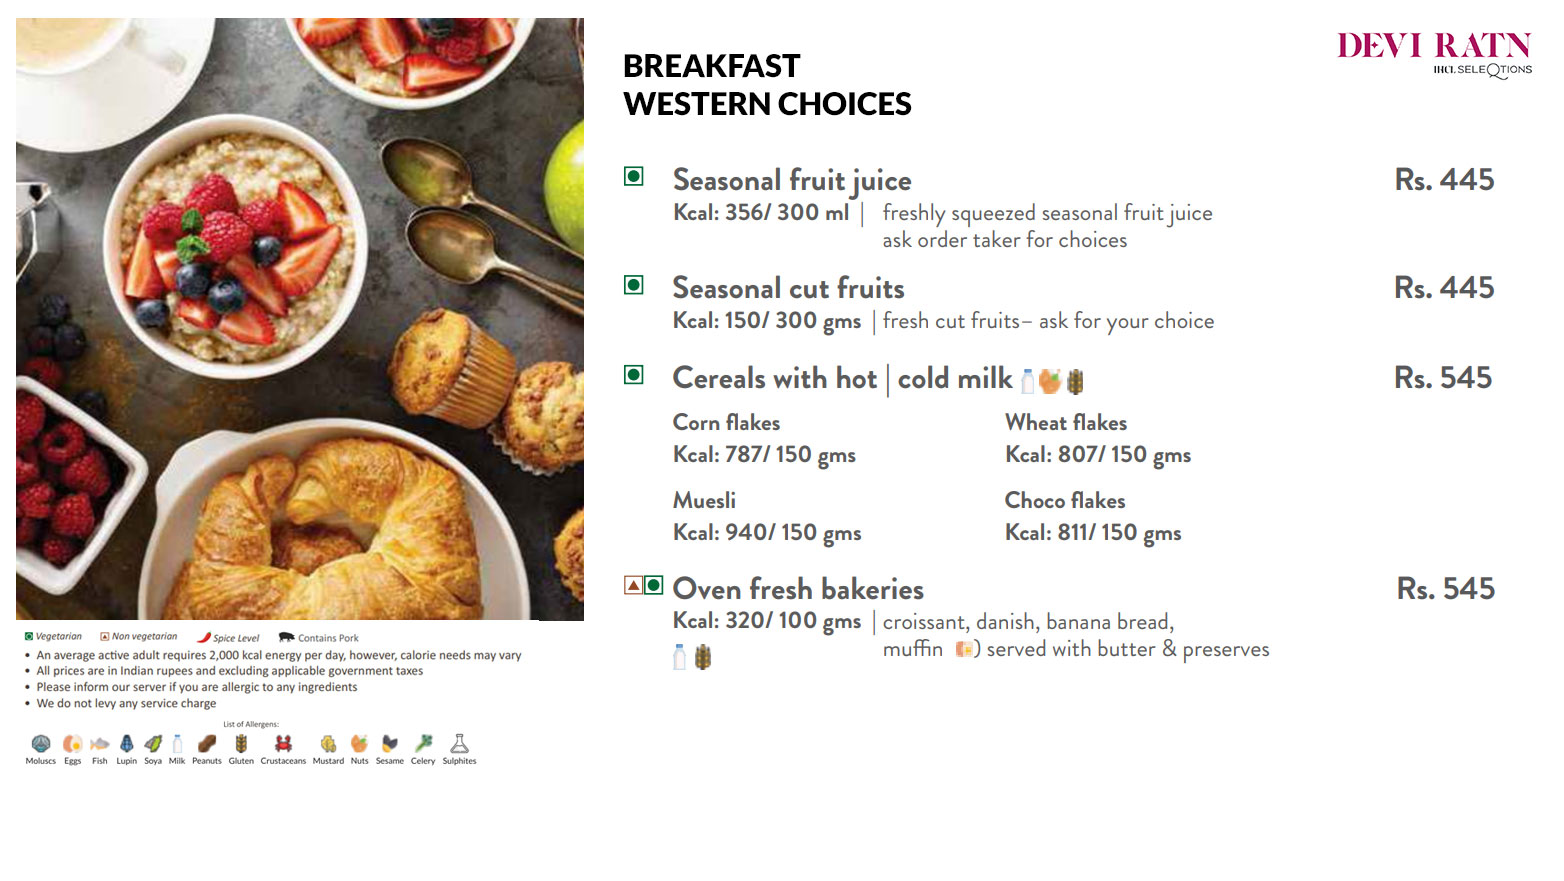 DEVI RATN
IHCL SELEQTIONS
BREAKFAST
WESTERN CHOICES
Seasonal fruit juice Rs. 445
Kcal: 356/ 300 ml | freshly squeezed seasonal fruit juice
ask order taker for choices
Seasonal cut fruits Rs. 445
Kcal: 150/ 300 gms | fresh cut fruits– ask for your choice
Cereals with hot | cold milk Rs. 545
Corn flakes Wheat flakes
Kcal: 787/ 150 gms Kcal: 807/ 150 gms
Muesli Choco flakes
Kcal: 940/ 150 gms Kcal: 811/ 150 gms
Oven fresh bakeries Rs. 545
Kcal: 320/ 100 gms | croissant, danish, banana bread,
muffin ) served with butter & preserves
Vegetarian Non vegetarian Spice Level Contains Pork
• An average active adult requires 2,000 kcal energy per day, however, calorie needs may vary
• All prices are in Indian rupees and excluding applicable government taxes
• Please inform our server if you are allergic to any ingredients
• We do not levy any service charge
List of Allergens:
Moluscs Eggs Fish Lupin Soya Milk Peanuts Gluten Crustaceans Mustard Nuts Sesame Celery Sulphites